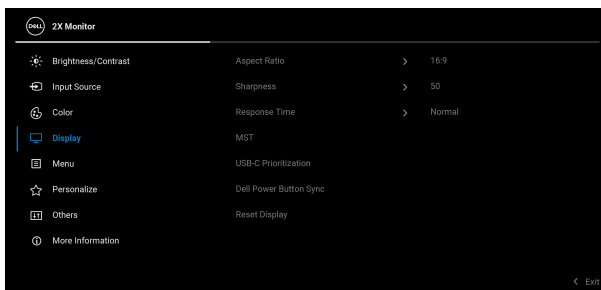 DELL 2X Monitor
Brightness/Contrast Aspect Ratio 16:9
Input Source Sharpness 50
Color Response Time Normal
Display MST
Menu USB-C Prioritization
Personalize Dell Power Button Sync
Others Reset Display
More Information
Exit